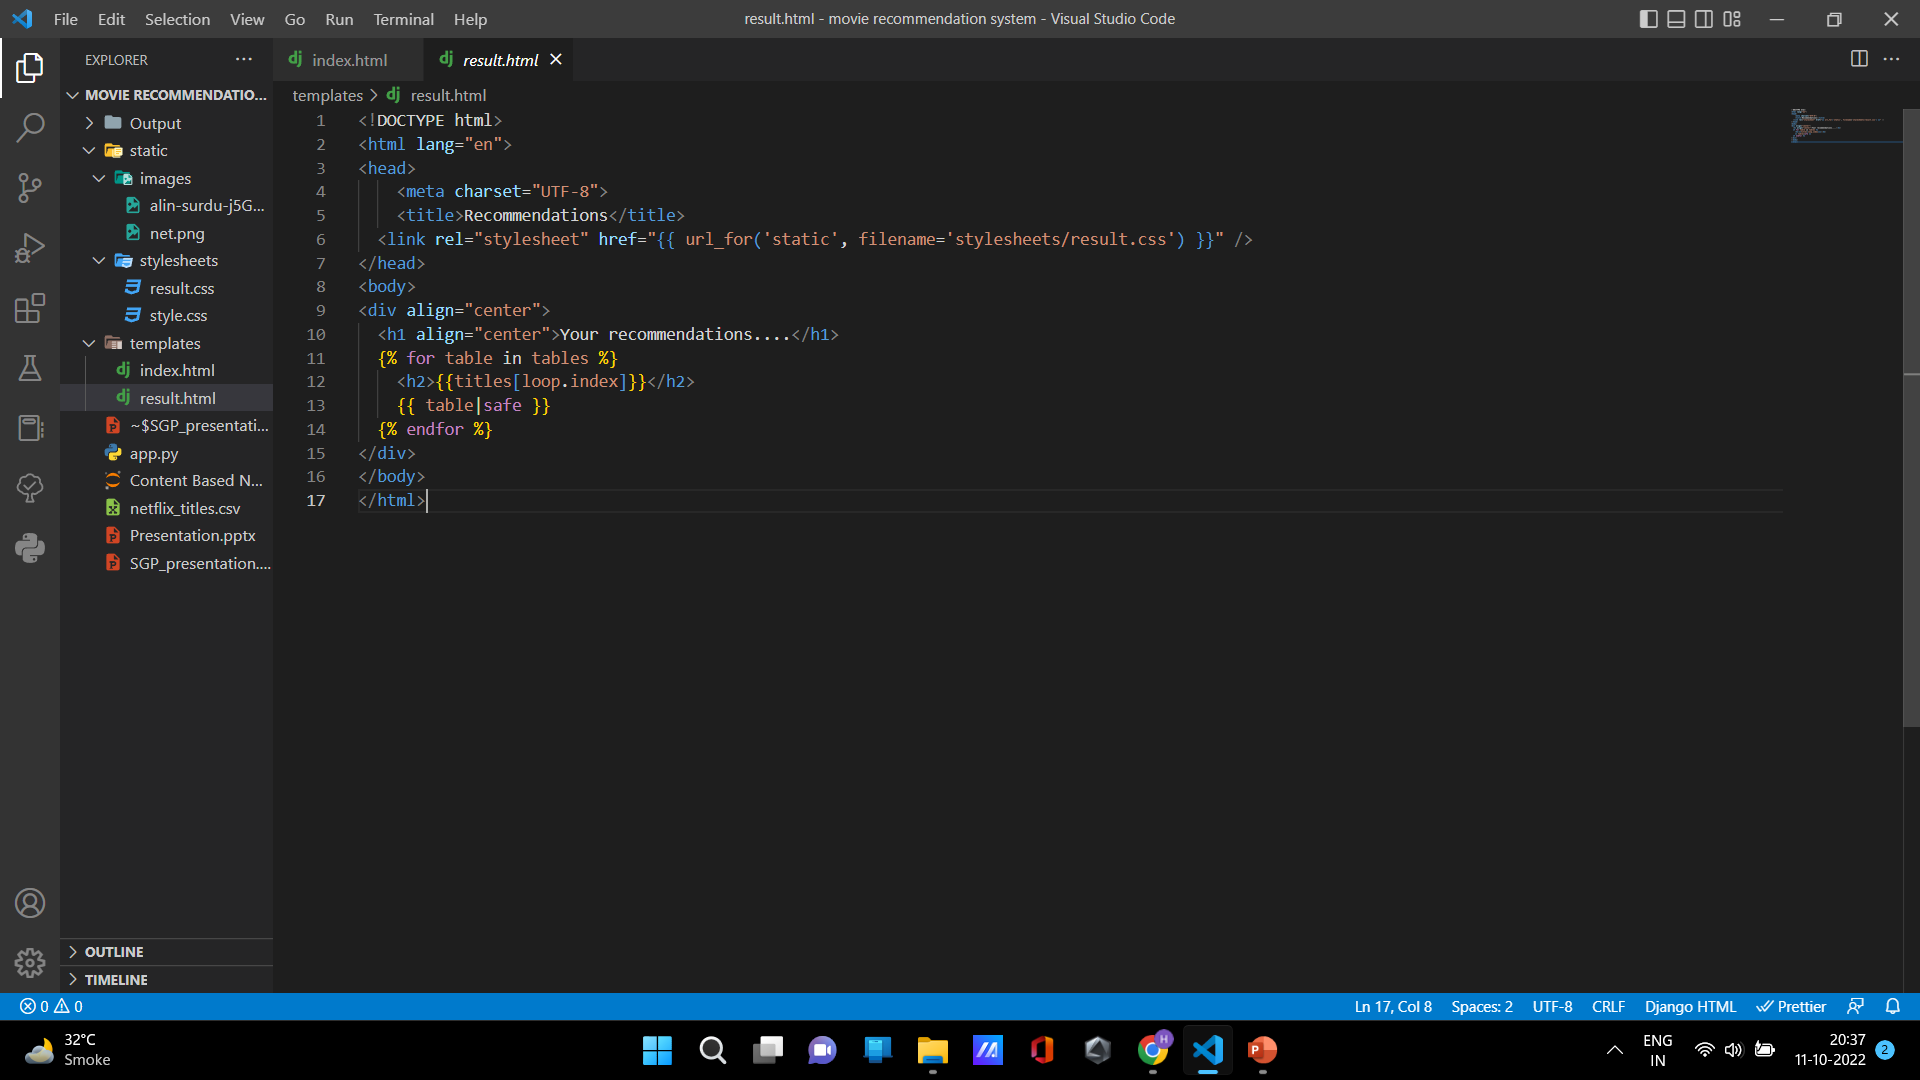 File Edit Selection View Go Run Terminal Help
result.html - movie recommendation system - Visual Studio Code
EXPLORER
MOVIE RECOMMENDATIO...
Output
static
images
alin-surdu-j5G...
net.png
stylesheets
result.css
style.css
templates
index.html
result.html
~$SGP_presentati...
app.py
Content Based N...
netflix_titles.csv
Presentation.pptx
SGP_presentation....
OUTLINE
TIMELINE
index.html result.html
templates > result.html
1 <!DOCTYPE html>
2 <html lang="en">
3 <head>
4 <meta charset="UTF-8">
5 <title>Recommendations</title>
6 <link rel="stylesheet" href="{{ url_for('static', filename='stylesheets/result.css') }}" />
7 </head>
8 <body>
9 <div align="center">
10 <h1 align="center">Your recommendations....</h1>
11 {% for table in tables %}
12 <h2>{{titles[loop.index]}}</h2>
13 {{ table|safe }}
14 {% endfor %}
15 </div>
16 </body>
17 </html>
0 0
Ln 17, Col 8 Spaces: 2 UTF-8 CRLF Django HTML Prettier
32°C
Smoke
H
ENG
IN
20:37
11-10-2022
2